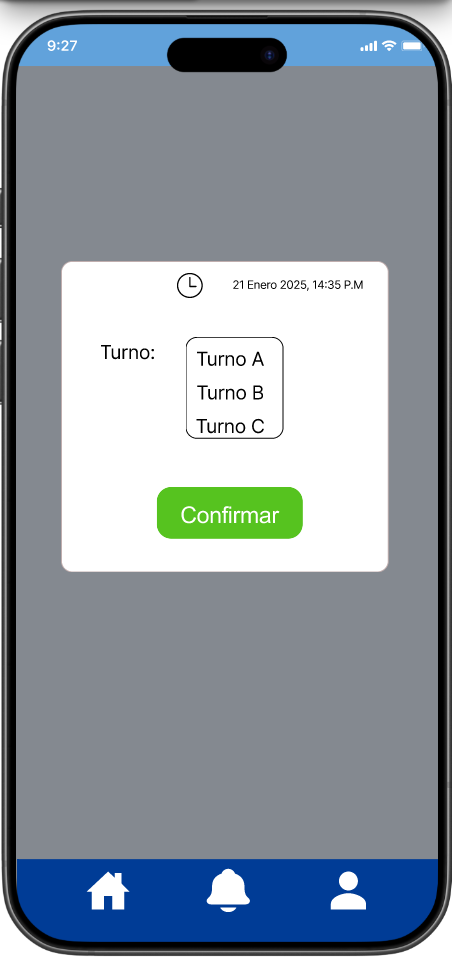 9:27
21 Enero 2025, 14:35 P.M
Turno:
Turno A
Turno B
Turno C
Confirmar